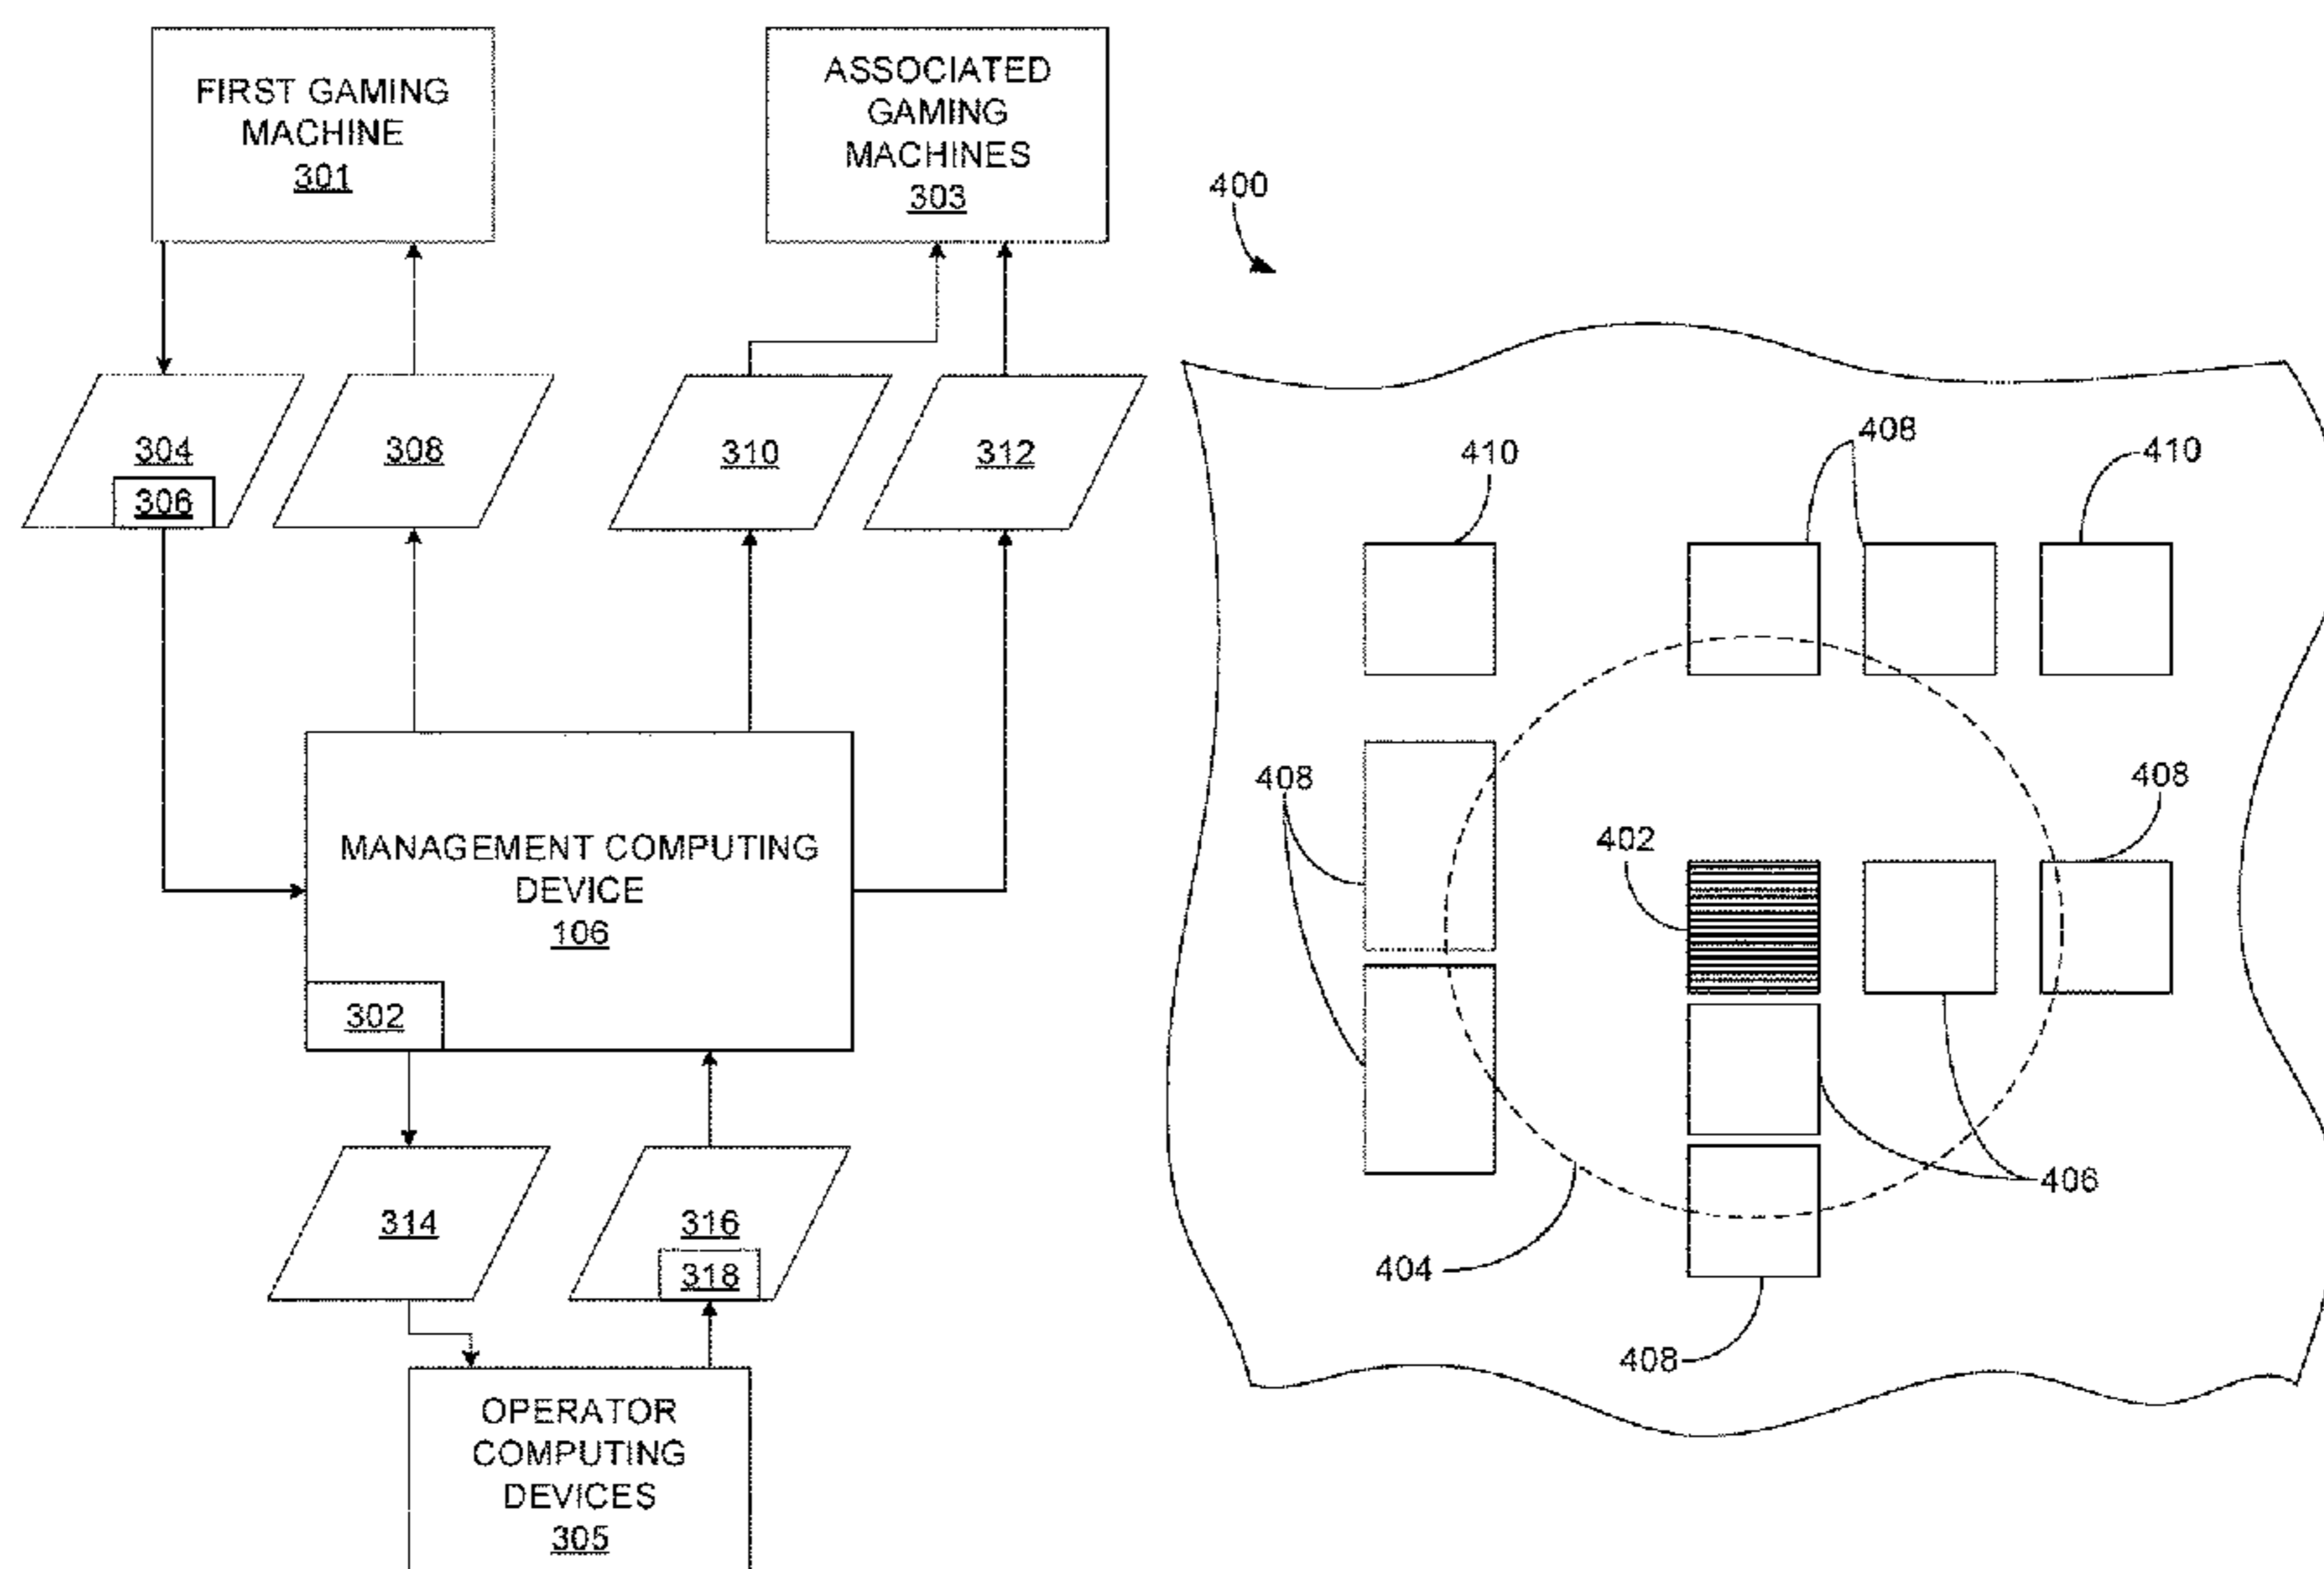 FIRST GAMING
MACHINE
301
ASSOCIATED
GAMING
MACHINES
303
304
306
308
310
312
MANAGEMENT COMPUTING
DEVICE
106
302
314
316
318
OPERATOR
COMPUTING
DEVICES
305
400
410
408
410
408
402
408
406
404
408